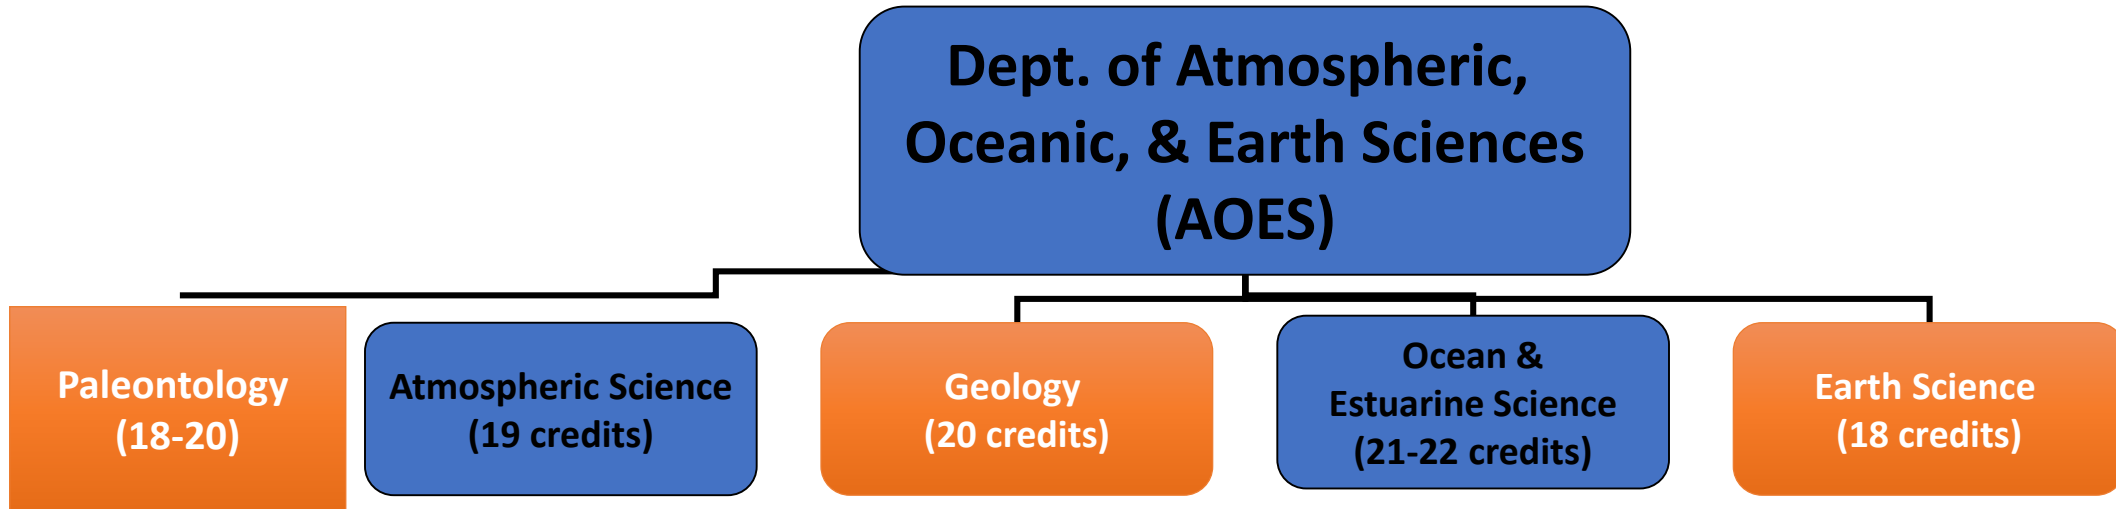 Dept. of Atmospheric,
Oceanic, & Earth Sciences
(AOES)
Paleontology
(18-20)
Atmospheric Science
(19 credits)
Geology
(20 credits)
Ocean &
Estuarine Science
(21-22 credits)
Earth Science
(18 credits)